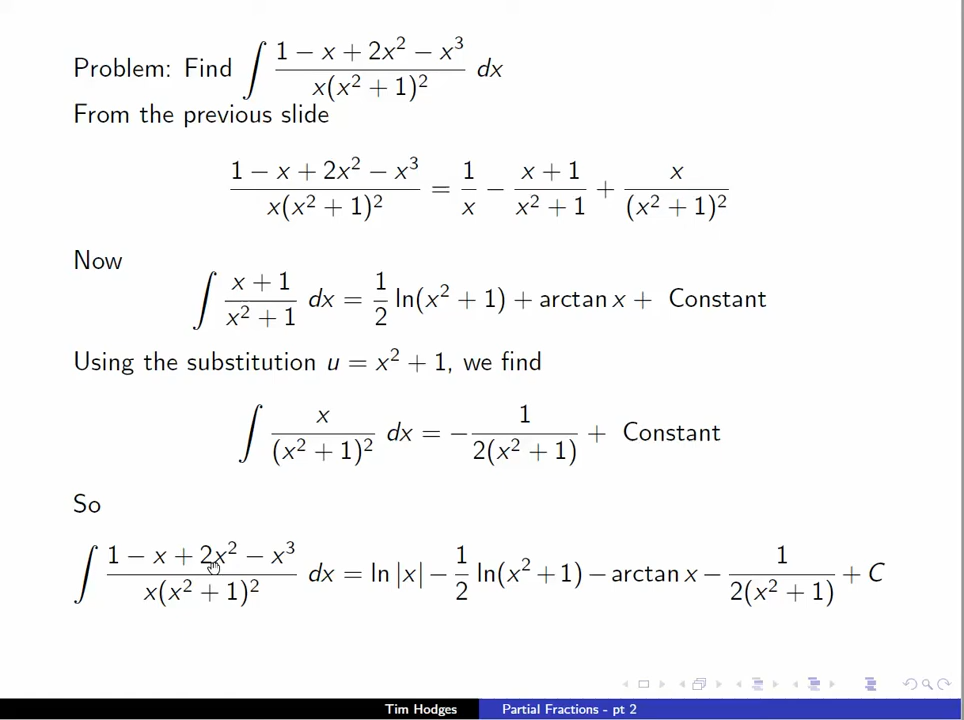 Problem: Find ∫ (1 − x + 2x² − x³)/(x(x² + 1)²) dx
From the previous slide
(1 − x + 2x² − x³)/(x(x² + 1)²) = 1/x − (x + 1)/(x² + 1) + x/(x² + 1)²
Now
∫ (x + 1)/(x² + 1) dx = 1/2 ln(x² + 1) + arctan x + Constant
Using the substitution u = x² + 1, we find
∫ x/(x² + 1)² dx = − 1/(2(x² + 1)) + Constant
So
∫ (1 − x + 2x² − x³)/(x(x² + 1)²) dx = ln |x| − 1/2 ln(x² + 1) − arctan x − 1/(2(x² + 1)) + C
Tim Hodges Partial Fractions - pt 2